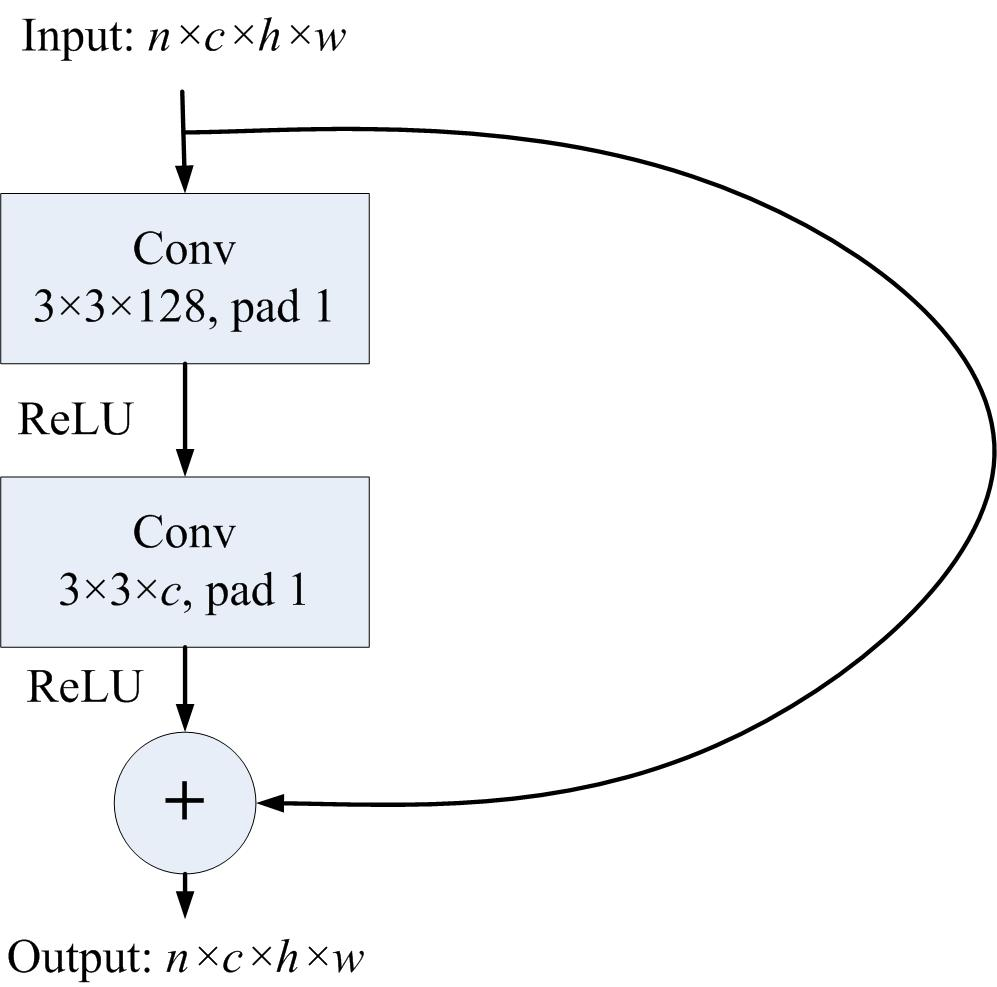 Input: n×c×h×w
Conv
3×3×128, pad 1
ReLU
Conv
3×3×c, pad 1
ReLU
+
Output: n×c×h×w